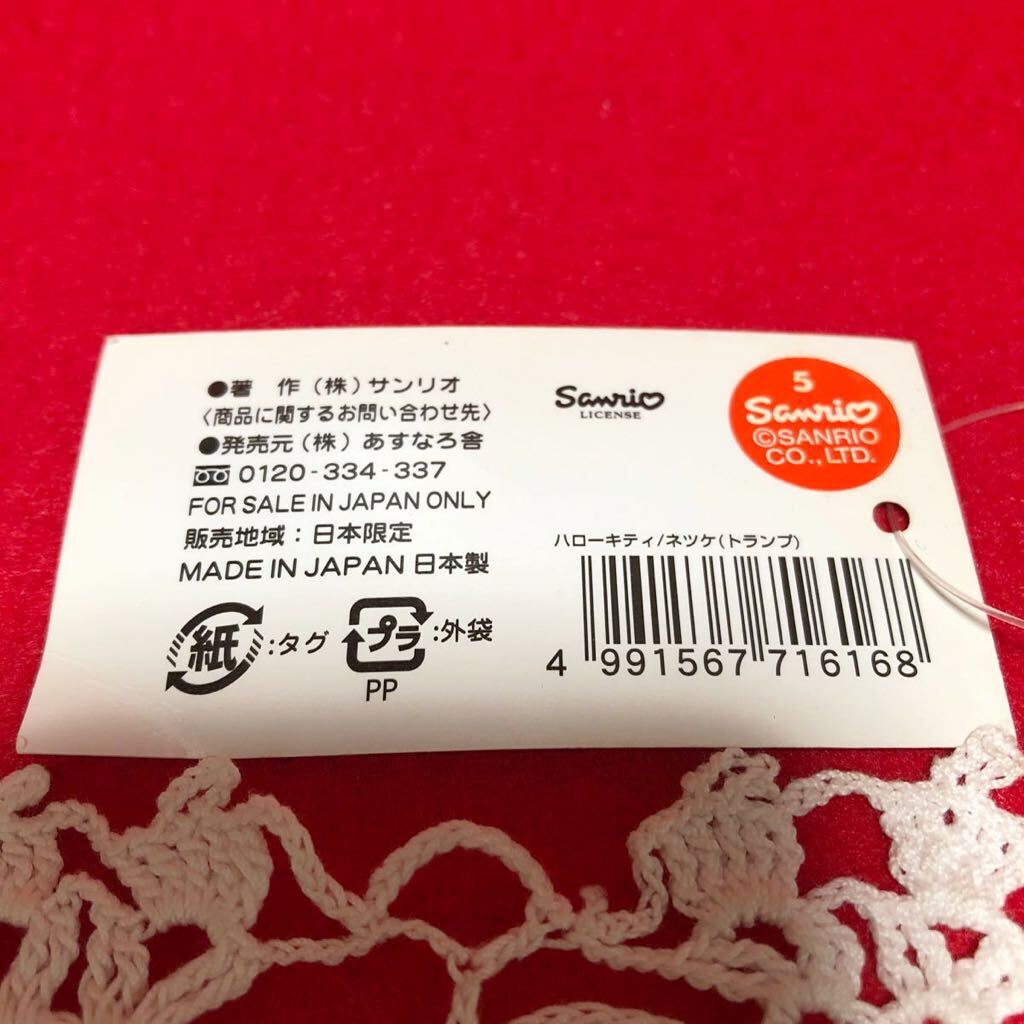 ●著 作(株)サンリオ
〈商品に関するお問い合わせ先〉
●発売元(株)あすなろ舎
0120-334-337
FOR SALE IN JAPAN ONLY
販売地域：日本限定
MADE IN JAPAN 日本製
紙:タグ
プラ:外袋
PP
Sanrio
LICENSE
5
Sanrio
©SANRIO
CO.,LTD.
ハローキティ/ネツケ(トランプ)
4 991567 716168